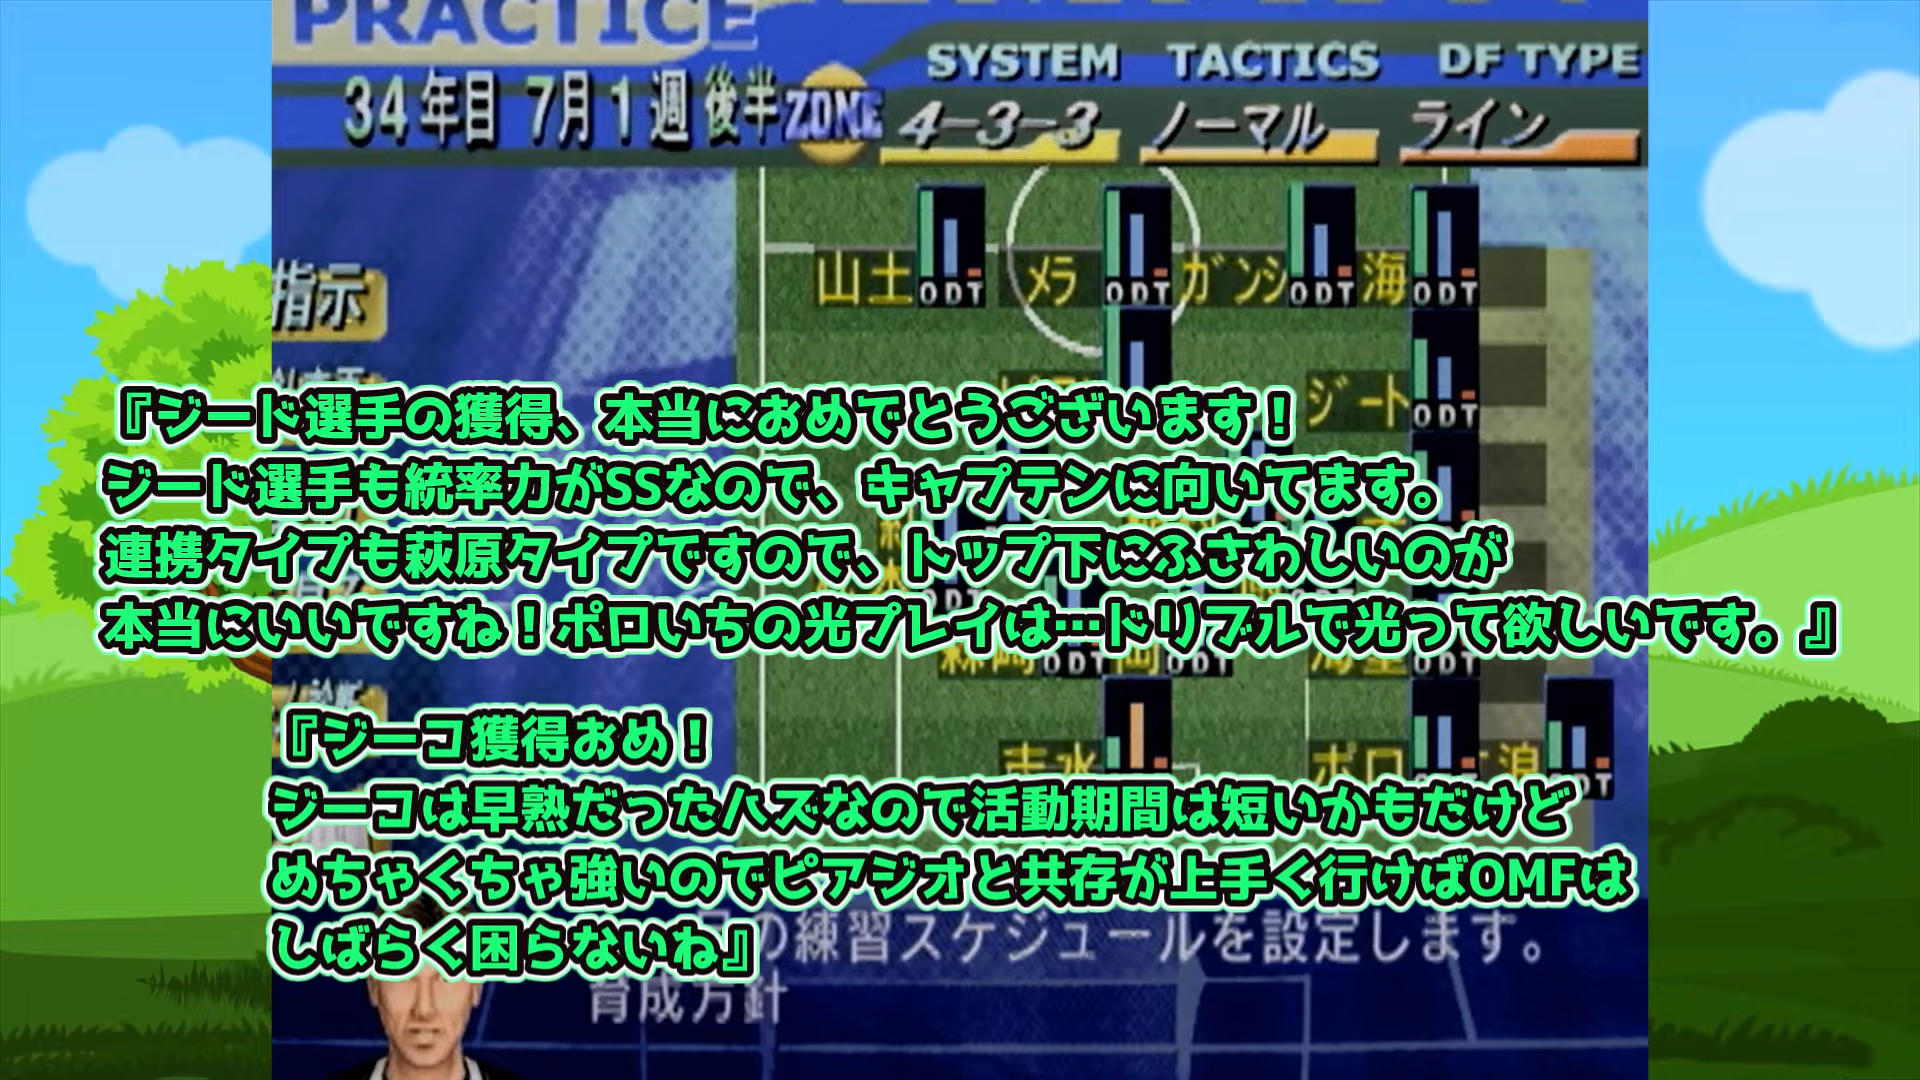 PRACTICE
SYSTEM TACTICS DF TYPE
34年目 7月1週 後半 ZONE 4-3-3 ノーマル ライン
山土 ODT メラ ODT ガンシ ODT 海 ODT
指示
ジート ODT
『ジード選手の獲得、本当におめでとうございます！
ジード選手も統率力がSSなので、キャプテンに向いてます。
連携タイプも萩原タイプですので、トップ下にふさわしいのが
本当にいいですね！ポロいちの光プレイは…ドリブルで光って欲しいです。』
ODT ODT ODT
『ジーコ獲得おめ！
ポロ
ジーコは早熟だったハズなので活動期間は短いかもだけど
めちゃくちゃ強いのでピアジオと共存が上手く行けばOMFは
しばらく困らないね』
の練習スケジュールを設定します。
育成方針